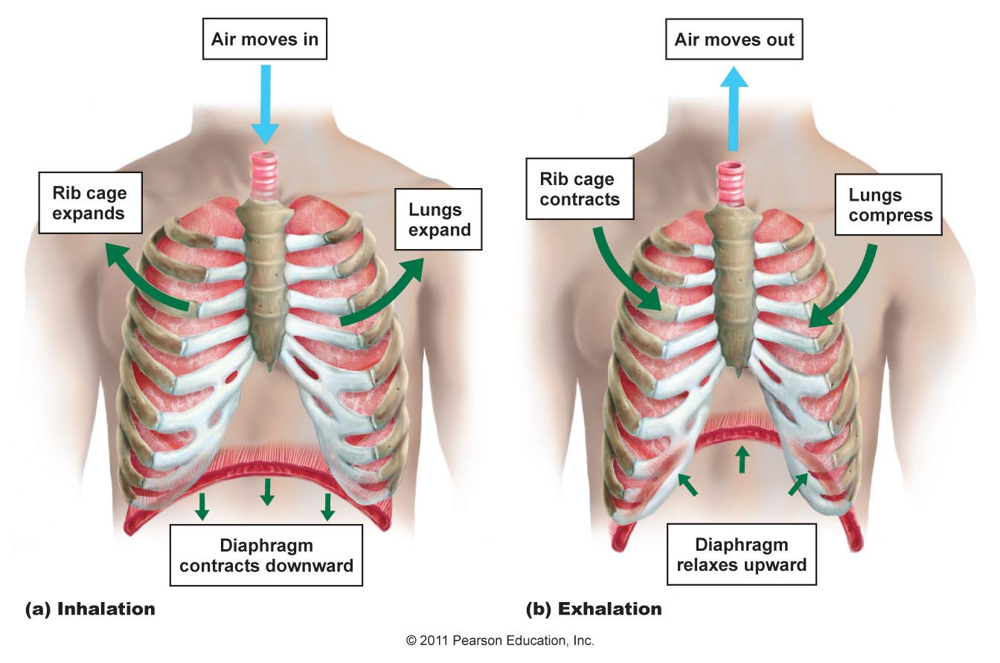 Air moves in
Rib cage
expands
Lungs
expand
Diaphragm
contracts downward
(a) Inhalation
Air moves out
Rib cage
contracts
Lungs
compress
Diaphragm
relaxes upward
(b) Exhalation
© 2011 Pearson Education, Inc.